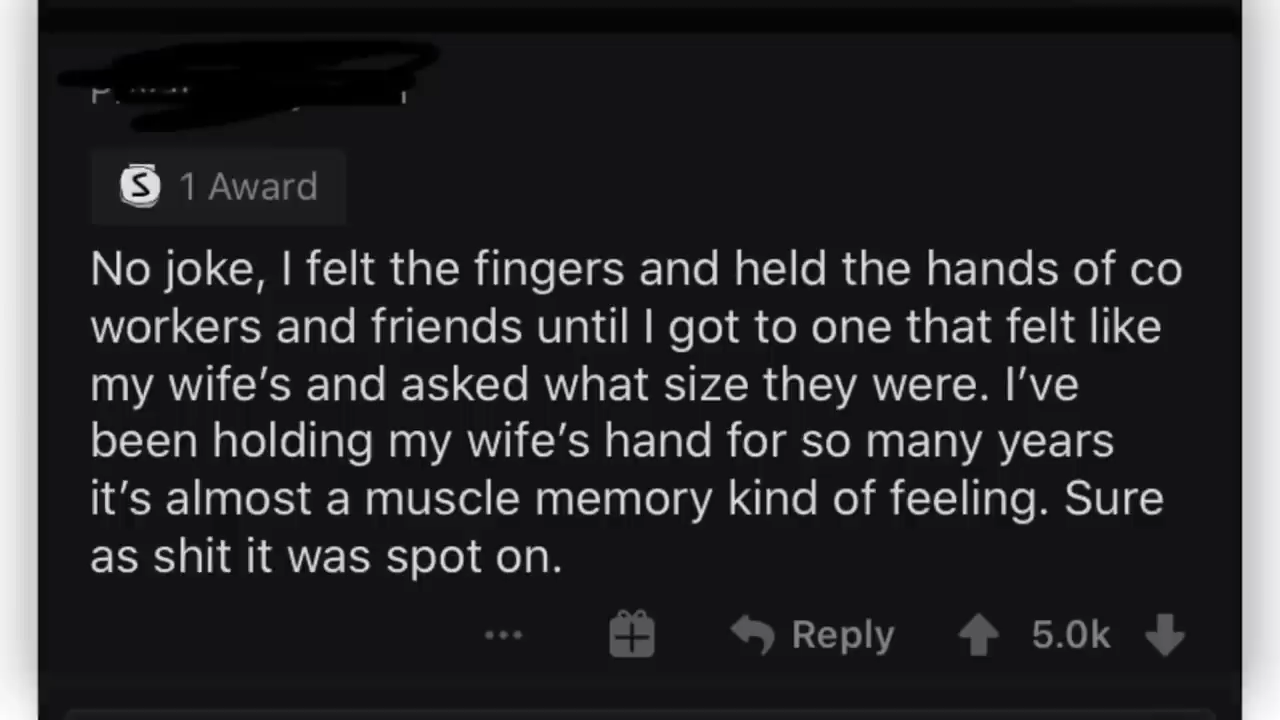 1 Award
No joke, I felt the fingers and held the hands of co
workers and friends until I got to one that felt like
my wife’s and asked what size they were. I’ve
been holding my wife’s hand for so many years
it’s almost a muscle memory kind of feeling. Sure
as shit it was spot on.
Reply 5.0k